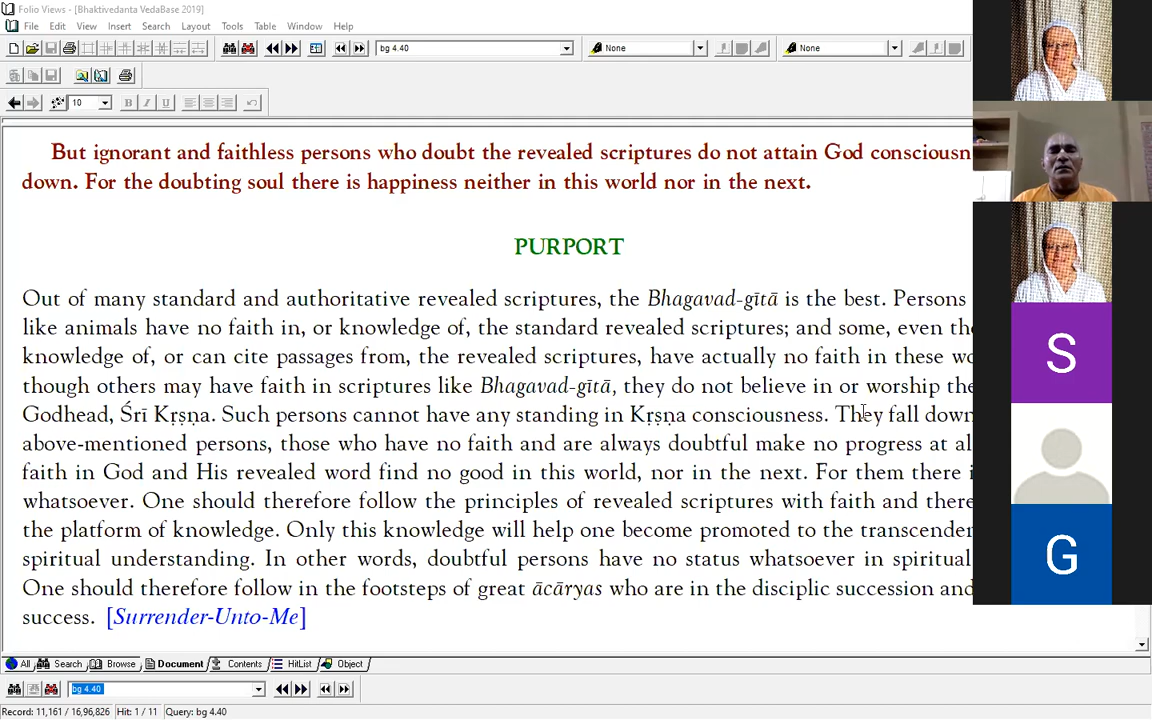 Folio Views - [Bhaktivedanta VedaBase 2019]
File Edit View Insert Search Layout Tools Table Window Help
bg 4.40 None None
10 B I U
But ignorant and faithless persons who doubt the revealed scriptures do not attain God consciousn
down. For the doubting soul there is happiness neither in this world nor in the next.
PURPORT
Out of many standard and authoritative revealed scriptures, the Bhagavad-gītā is the best. Persons
like animals have no faith in, or knowledge of, the standard revealed scriptures; and some, even the
knowledge of, or can cite passages from, the revealed scriptures, have actually no faith in these wo
though others may have faith in scriptures like Bhagavad-gītā, they do not believe in or worship the
Godhead, Śrī Kṛṣṇa. Such persons cannot have any standing in Kṛṣṇa consciousness. They fall down
above-mentioned persons, those who have no faith and are always doubtful make no progress at al
faith in God and His revealed word find no good in this world, nor in the next. For them there i
whatsoever. One should therefore follow the principles of revealed scriptures with faith and there
the platform of knowledge. Only this knowledge will help one become promoted to the transcenden
spiritual understanding. In other words, doubtful persons have no status whatsoever in spiritual
One should therefore follow in the footsteps of great ācāryas who are in the disciplic succession and
success. [Surrender-Unto-Me]
S
G
All Search Browse Document Contents HitList Object
bg 4.40
Record: 11,161 / 16,96,826 Hit: 1 / 11 Query: bg 4.40